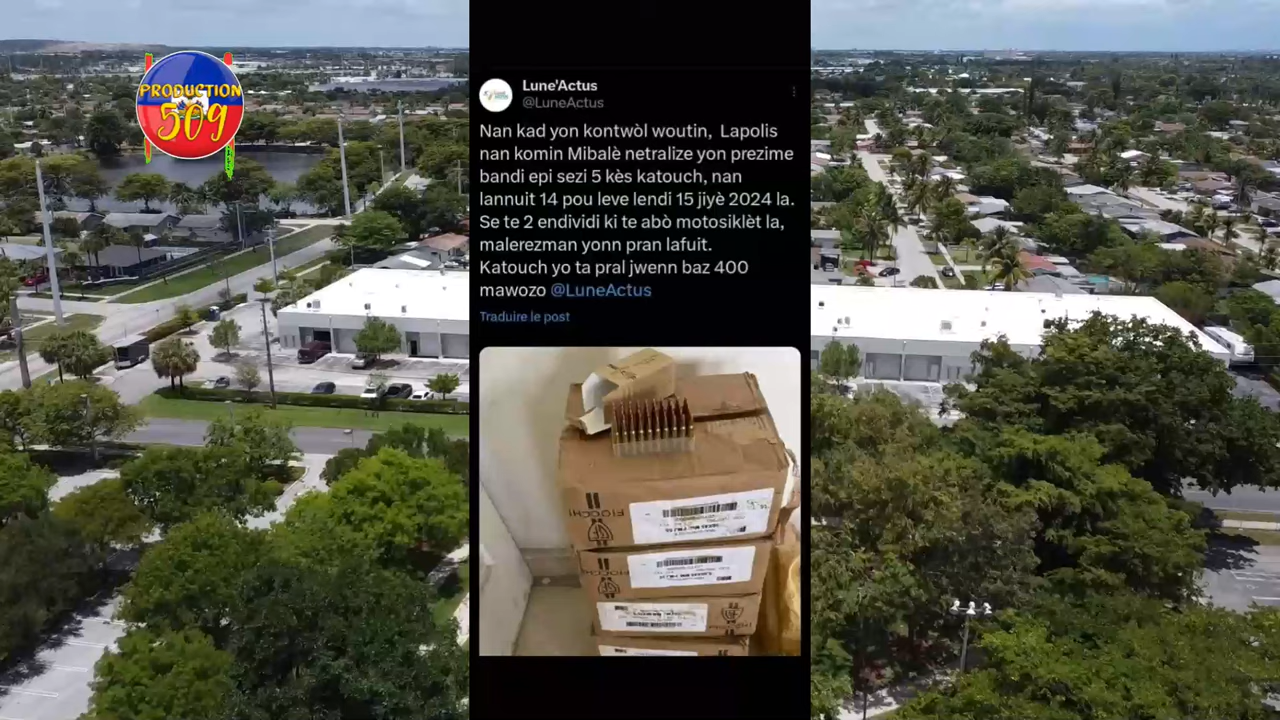 PRODUCTION
509
Lune'Actus
@LuneActus
Nan kad yon kontwòl woutin, Lapolis
nan komin Mibalè netralize yon prezime
bandi epi sezi 5 kès katouch, nan
lannuit 14 pou leve lendi 15 jiyè 2024 la.
Se te 2 endividi ki te abò motosiklèt la,
malerezman yonn pran lafuit.
Katouch yo ta pral jwenn baz 400
mawozo @LuneActus
Traduire le post
FIOCCHI